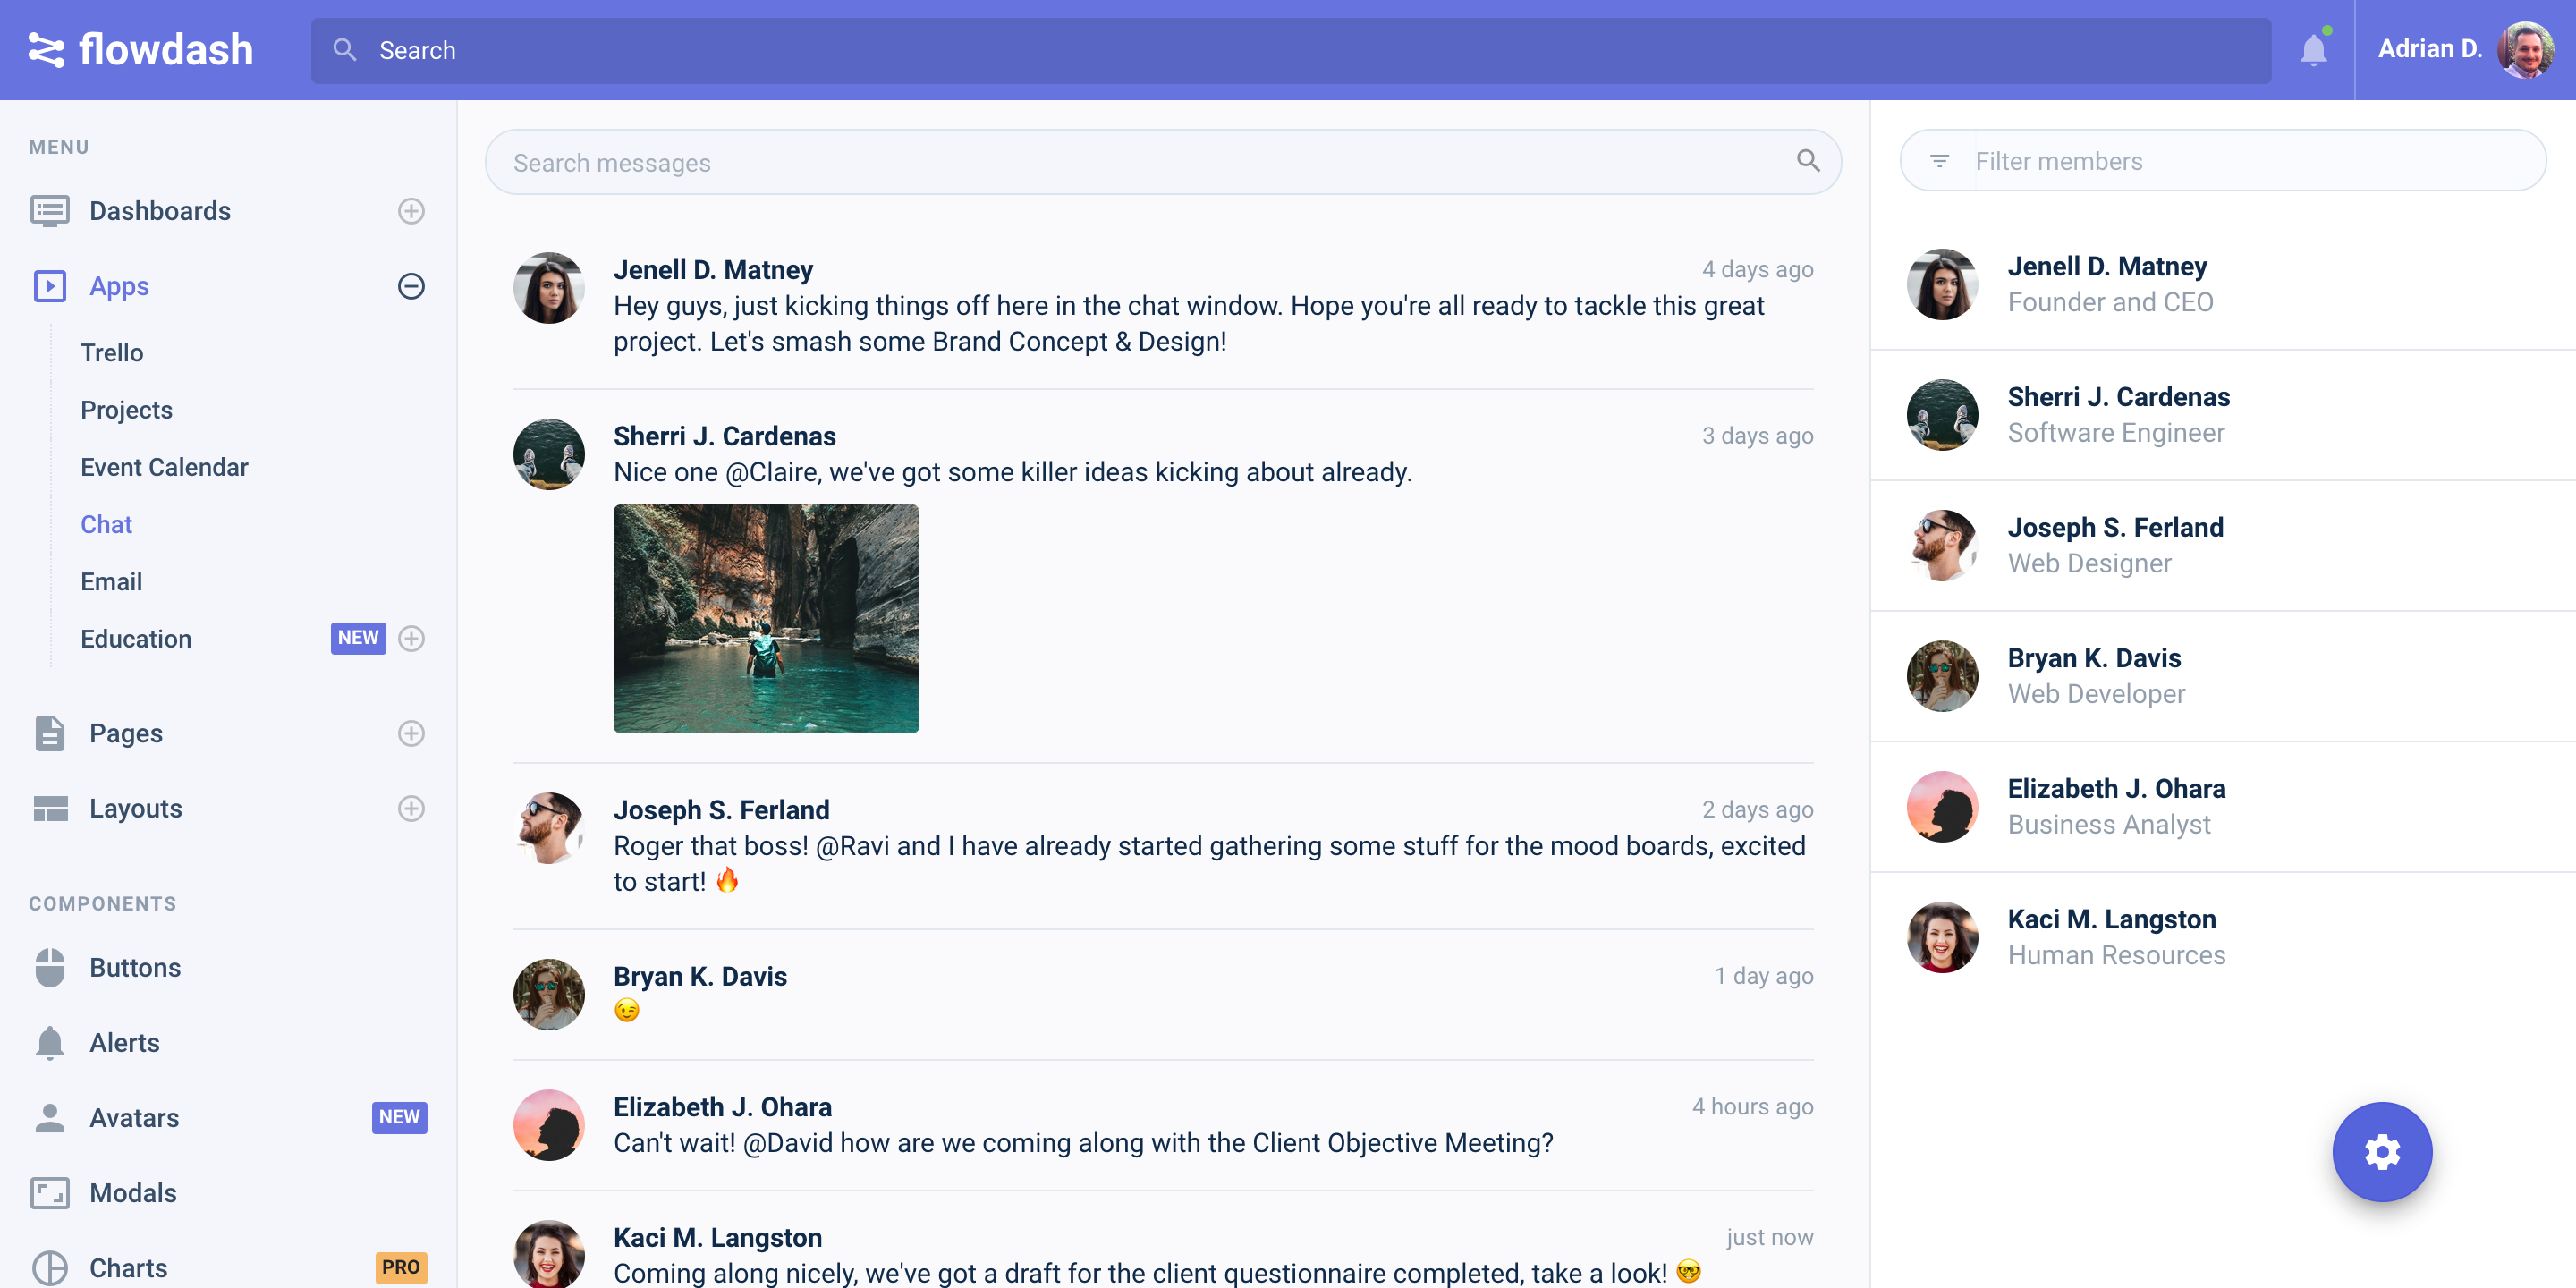 flowdash
Search
Adrian D.
MENU
Dashboards
Apps
Trello
Projects
Event Calendar
Chat
Email
Education NEW
Pages
Layouts
COMPONENTS
Buttons
Alerts
Avatars NEW
Modals
Charts PRO
Search messages
Jenell D. Matney 4 days ago
Hey guys, just kicking things off here in the chat window. Hope you're all ready to tackle this great
project. Let's smash some Brand Concept & Design!
Sherri J. Cardenas 3 days ago
Nice one @Claire, we've got some killer ideas kicking about already.
Joseph S. Ferland 2 days ago
Roger that boss! @Ravi and I have already started gathering some stuff for the mood boards, excited
to start! 🔥
Bryan K. Davis 1 day ago
😉
Elizabeth J. Ohara 4 hours ago
Can't wait! @David how are we coming along with the Client Objective Meeting?
Kaci M. Langston just now
Coming along nicely, we've got a draft for the client questionnaire completed, take a look! 🤓
Filter members
Jenell D. Matney
Founder and CEO
Sherri J. Cardenas
Software Engineer
Joseph S. Ferland
Web Designer
Bryan K. Davis
Web Developer
Elizabeth J. Ohara
Business Analyst
Kaci M. Langston
Human Resources